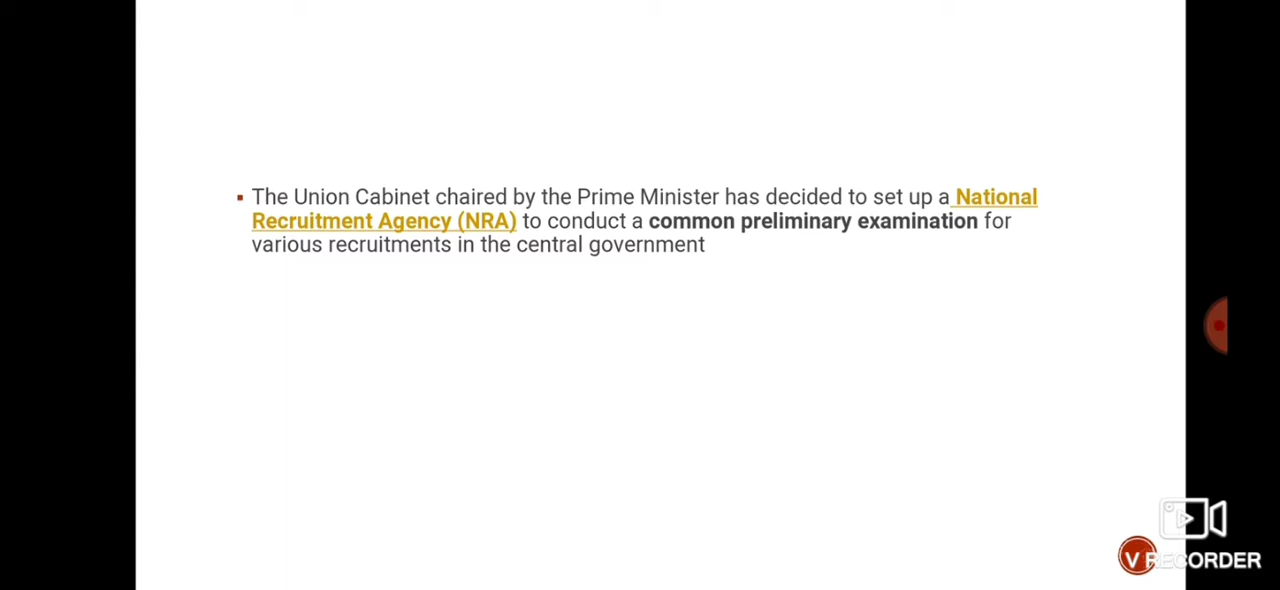 ▪ The Union Cabinet chaired by the Prime Minister has decided to set up a National
Recruitment Agency (NRA) to conduct a common preliminary examination for
various recruitments in the central government
V RECORDER